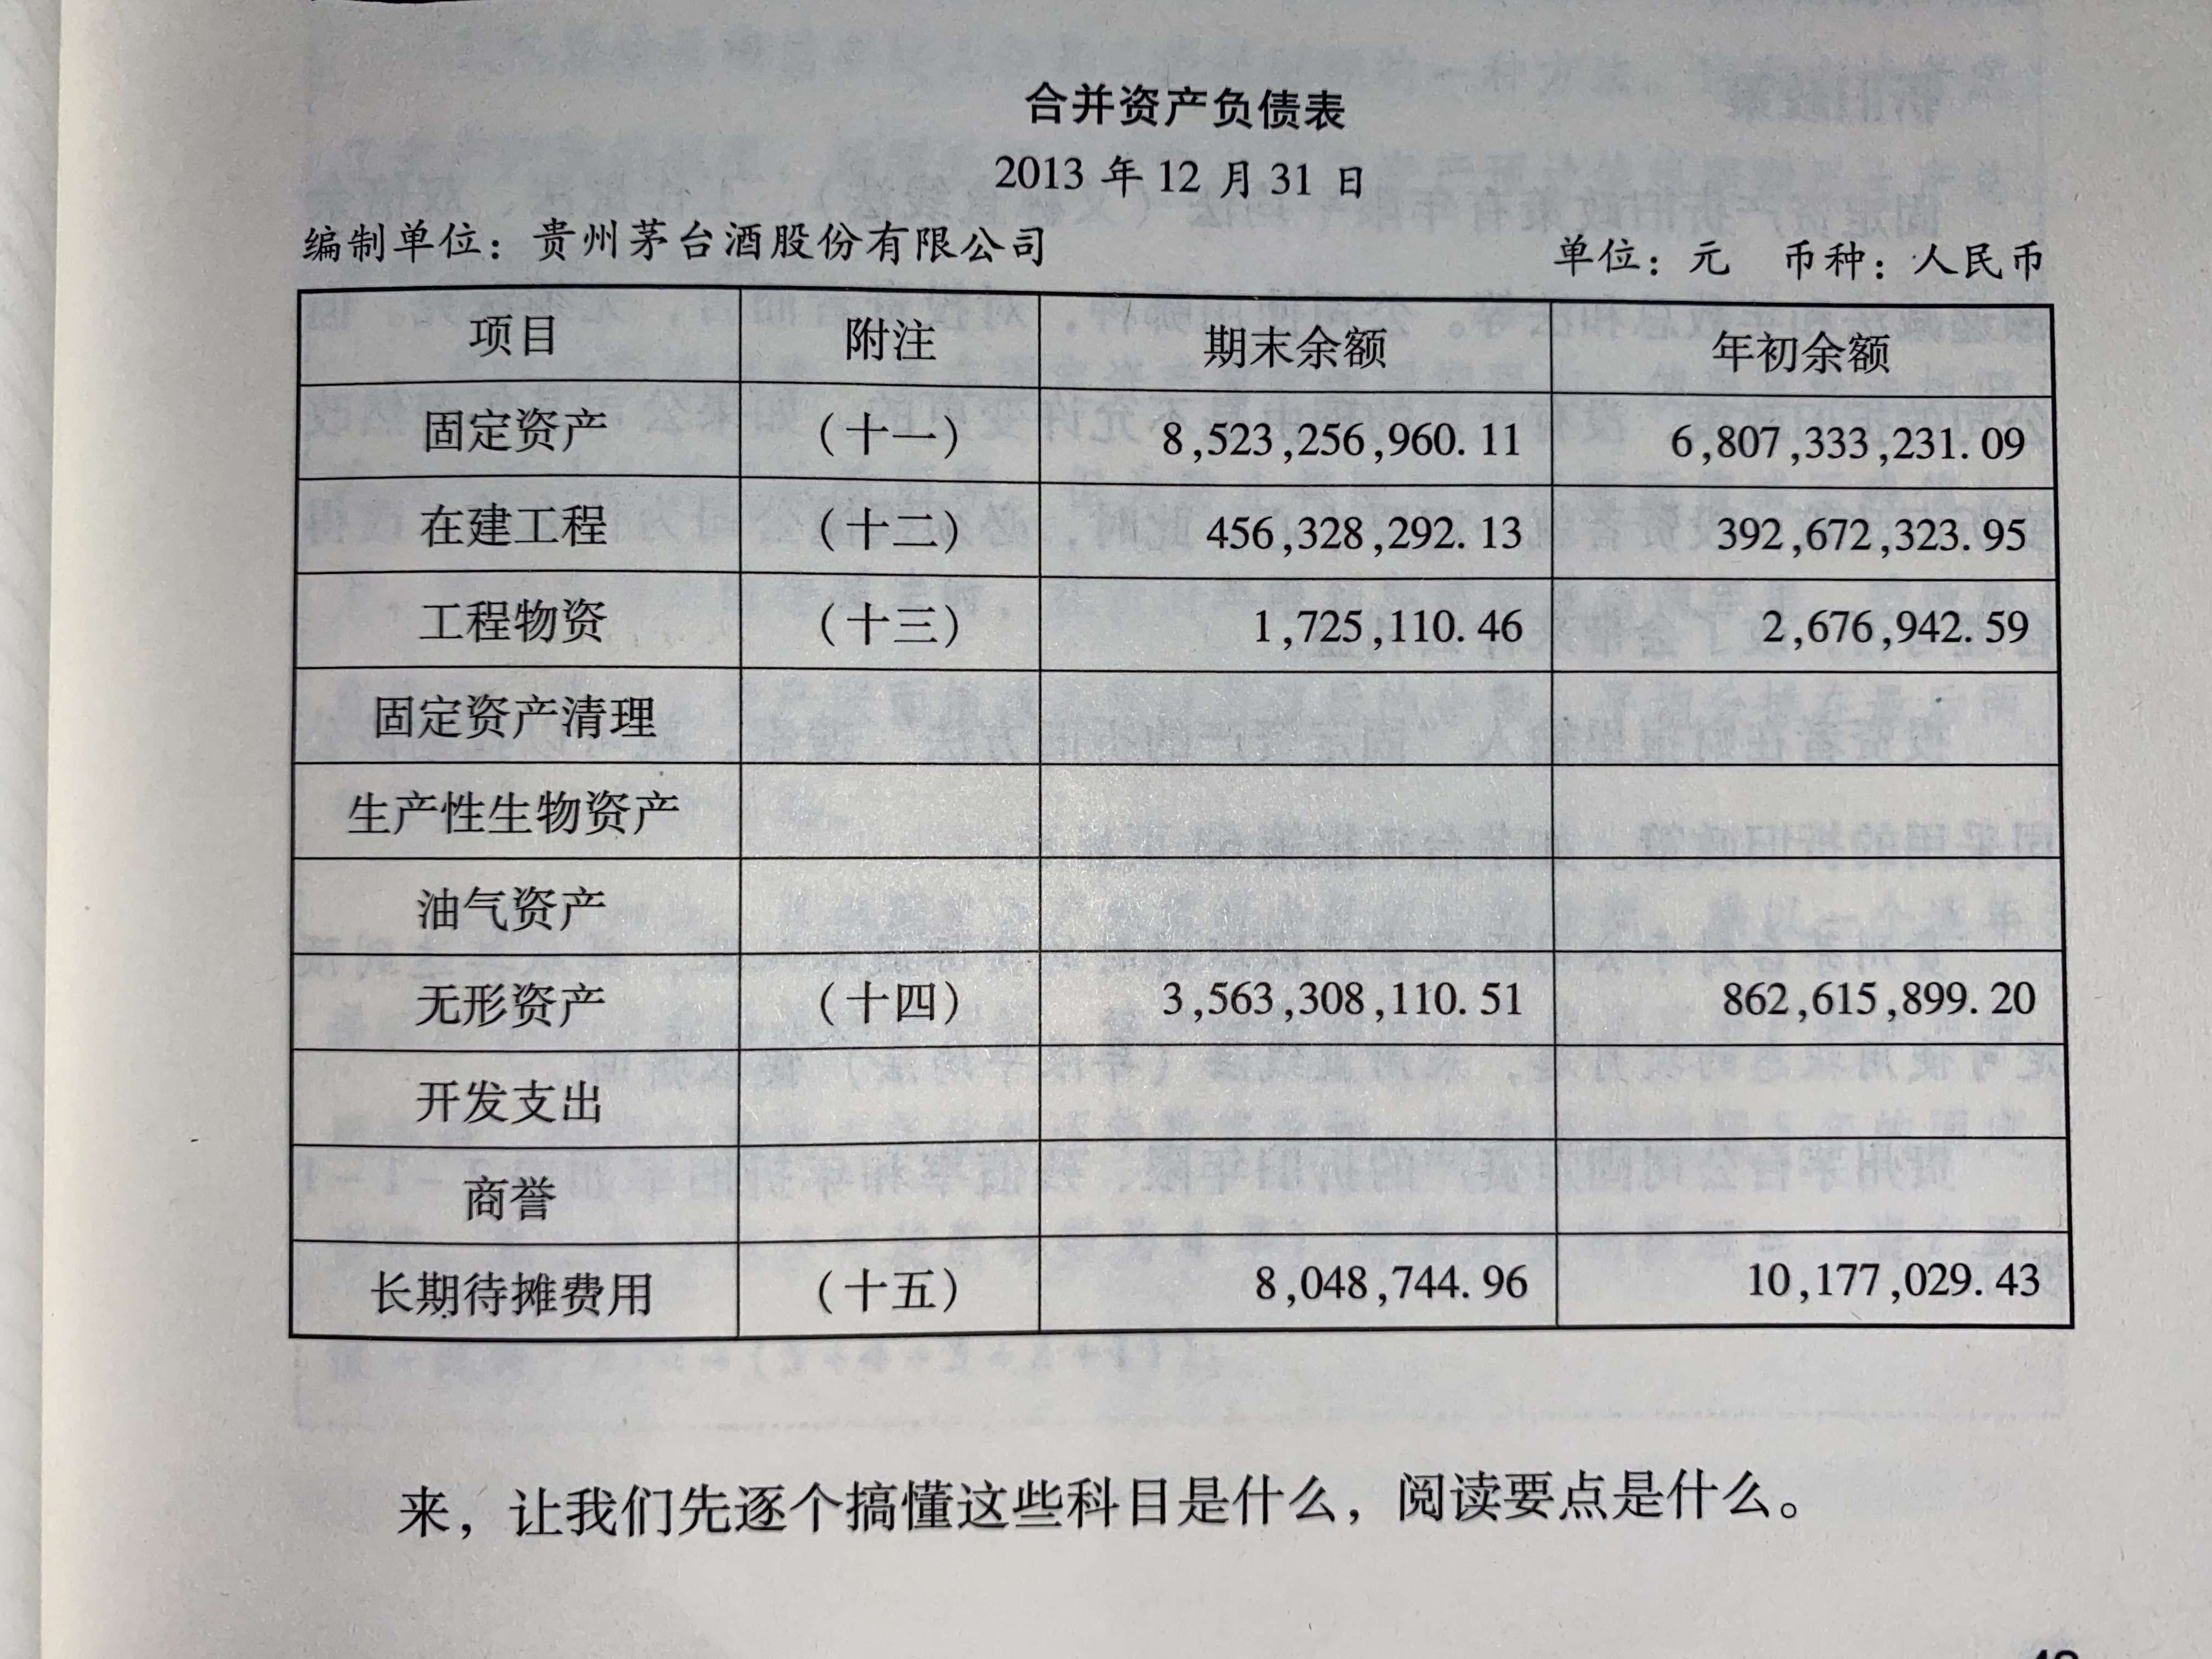 合并资产负债表
2013 年 12 月 31 日
编制单位：贵州茅台酒股份有限公司 单位：元 币种：人民币
项目 附注 期末余额 年初余额
固定资产 （十一） 8,523,256,960.11 6,807,333,231.09
在建工程 （十二） 456,328,292.13 392,672,323.95
工程物资 （十三） 1,725,110.46 2,676,942.59
固定资产清理
生产性生物资产
油气资产
无形资产 （十四） 3,563,308,110.51 862,615,899.20
开发支出
商誉
长期待摊费用 （十五） 8,048,744.96 10,177,029.43
来，让我们先逐个搞懂这些科目是什么，阅读要点是什么。